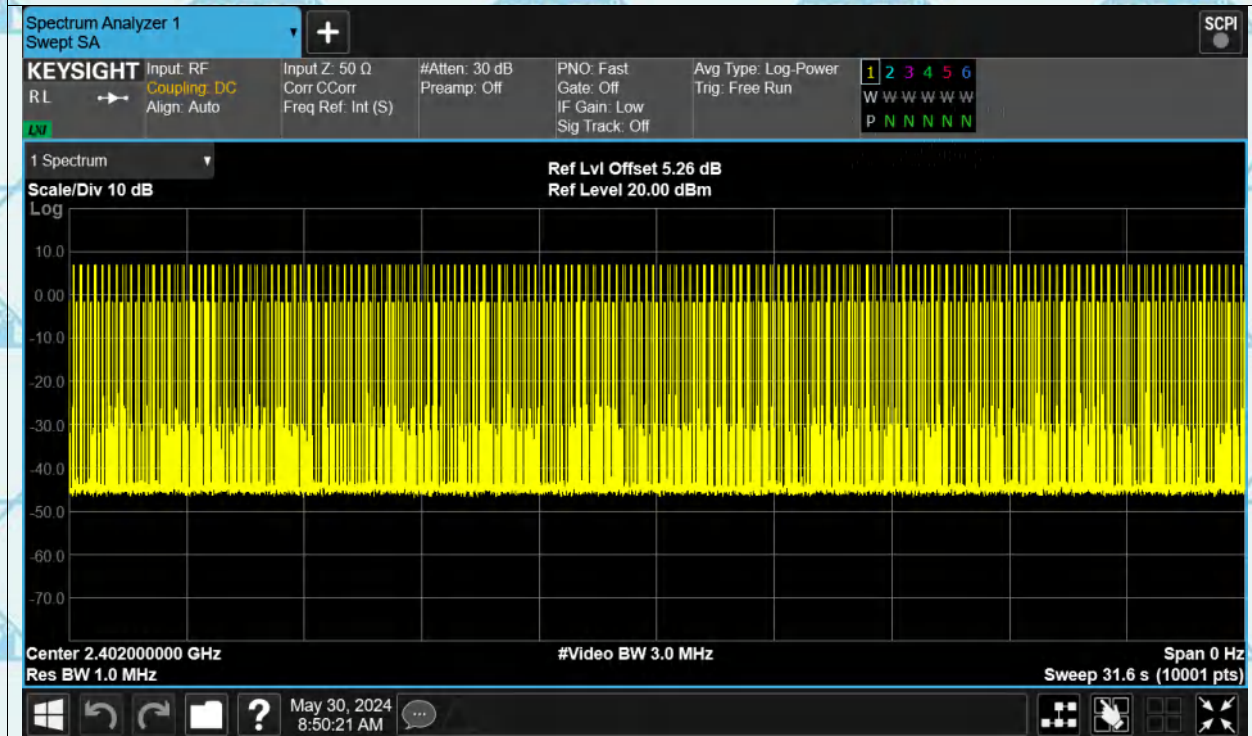 Spectrum Analyzer 1
Swept SA
+
SCPI
KEYSIGHT
RL
LXI
Input: RF
Coupling: DC
Align: Auto
Input Z: 50 Ω
Corr CCorr
Freq Ref: Int (S)
#Atten: 30 dB
Preamp: Off
PNO: Fast
Gate: Off
IF Gain: Low
Sig Track: Off
Avg Type: Log-Power
Trig: Free Run
1 2 3 4 5 6
W W W W W W
P N N N N N
1 Spectrum
Scale/Div 10 dB
Ref Lvl Offset 5.26 dB
Ref Level 20.00 dBm
Log
10.0
0.00
-10.0
-20.0
-30.0
-40.0
-50.0
-60.0
-70.0
Center 2.402000000 GHz
#Video BW 3.0 MHz
Span 0 Hz
Res BW 1.0 MHz
Sweep 31.6 s (10001 pts)
?
May 30, 2024
8:50:21 AM